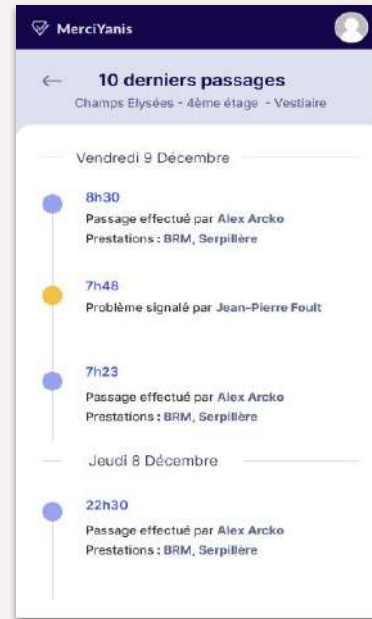 MerciYanis
10 derniers passages
Champs Elysées - 4ème étage - Vestiaire
Vendredi 9 Décembre
8h30
Passage effectué par Alex Arcko
Prestations : BRM, Serpillère
7h48
Problème signalé par Jean-Pierre Foult
7h23
Passage effectué par Alex Arcko
Prestations : BRM, Serpillère
Jeudi 8 Décembre
22h30
Passage effectué par Alex Arcko
Prestations : BRM, Serpillère